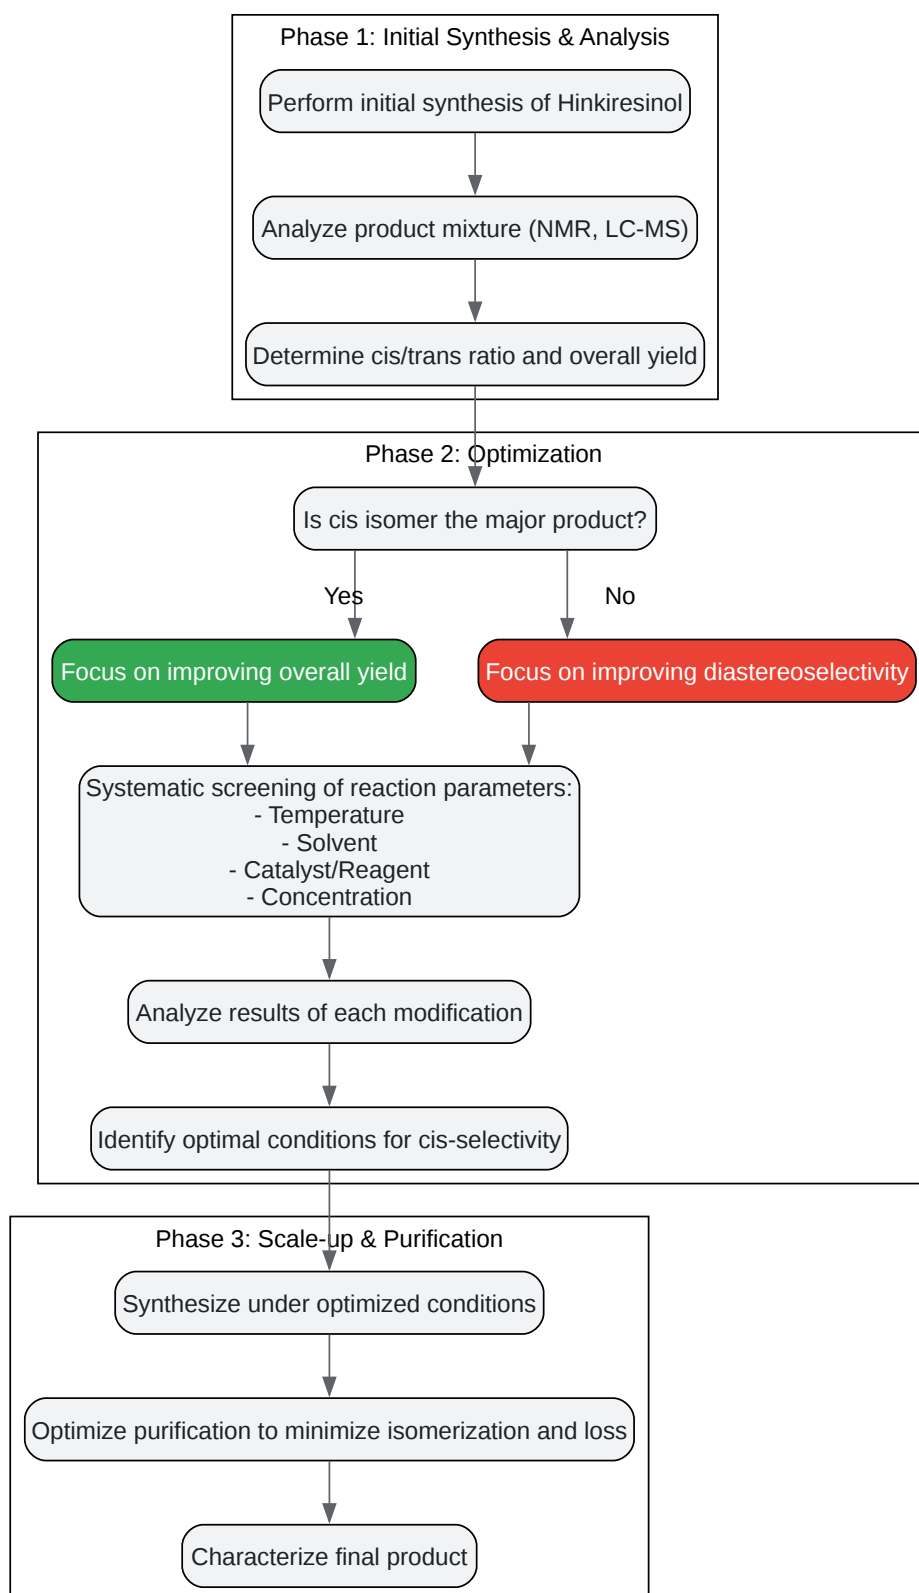 Phase 1: Initial Synthesis & Analysis
Perform initial synthesis of Hinkiresinol
Analyze product mixture (NMR, LC-MS)
Determine cis/trans ratio and overall yield
Phase 2: Optimization
Is cis isomer the major product?
Yes
No
Focus on improving overall yield
Focus on improving diastereoselectivity
Systematic screening of reaction parameters:
- Temperature
- Solvent
- Catalyst/Reagent
- Concentration
Analyze results of each modification
Identify optimal conditions for cis-selectivity
Phase 3: Scale-up & Purification
Synthesize under optimized conditions
Optimize purification to minimize isomerization and loss
Characterize final product